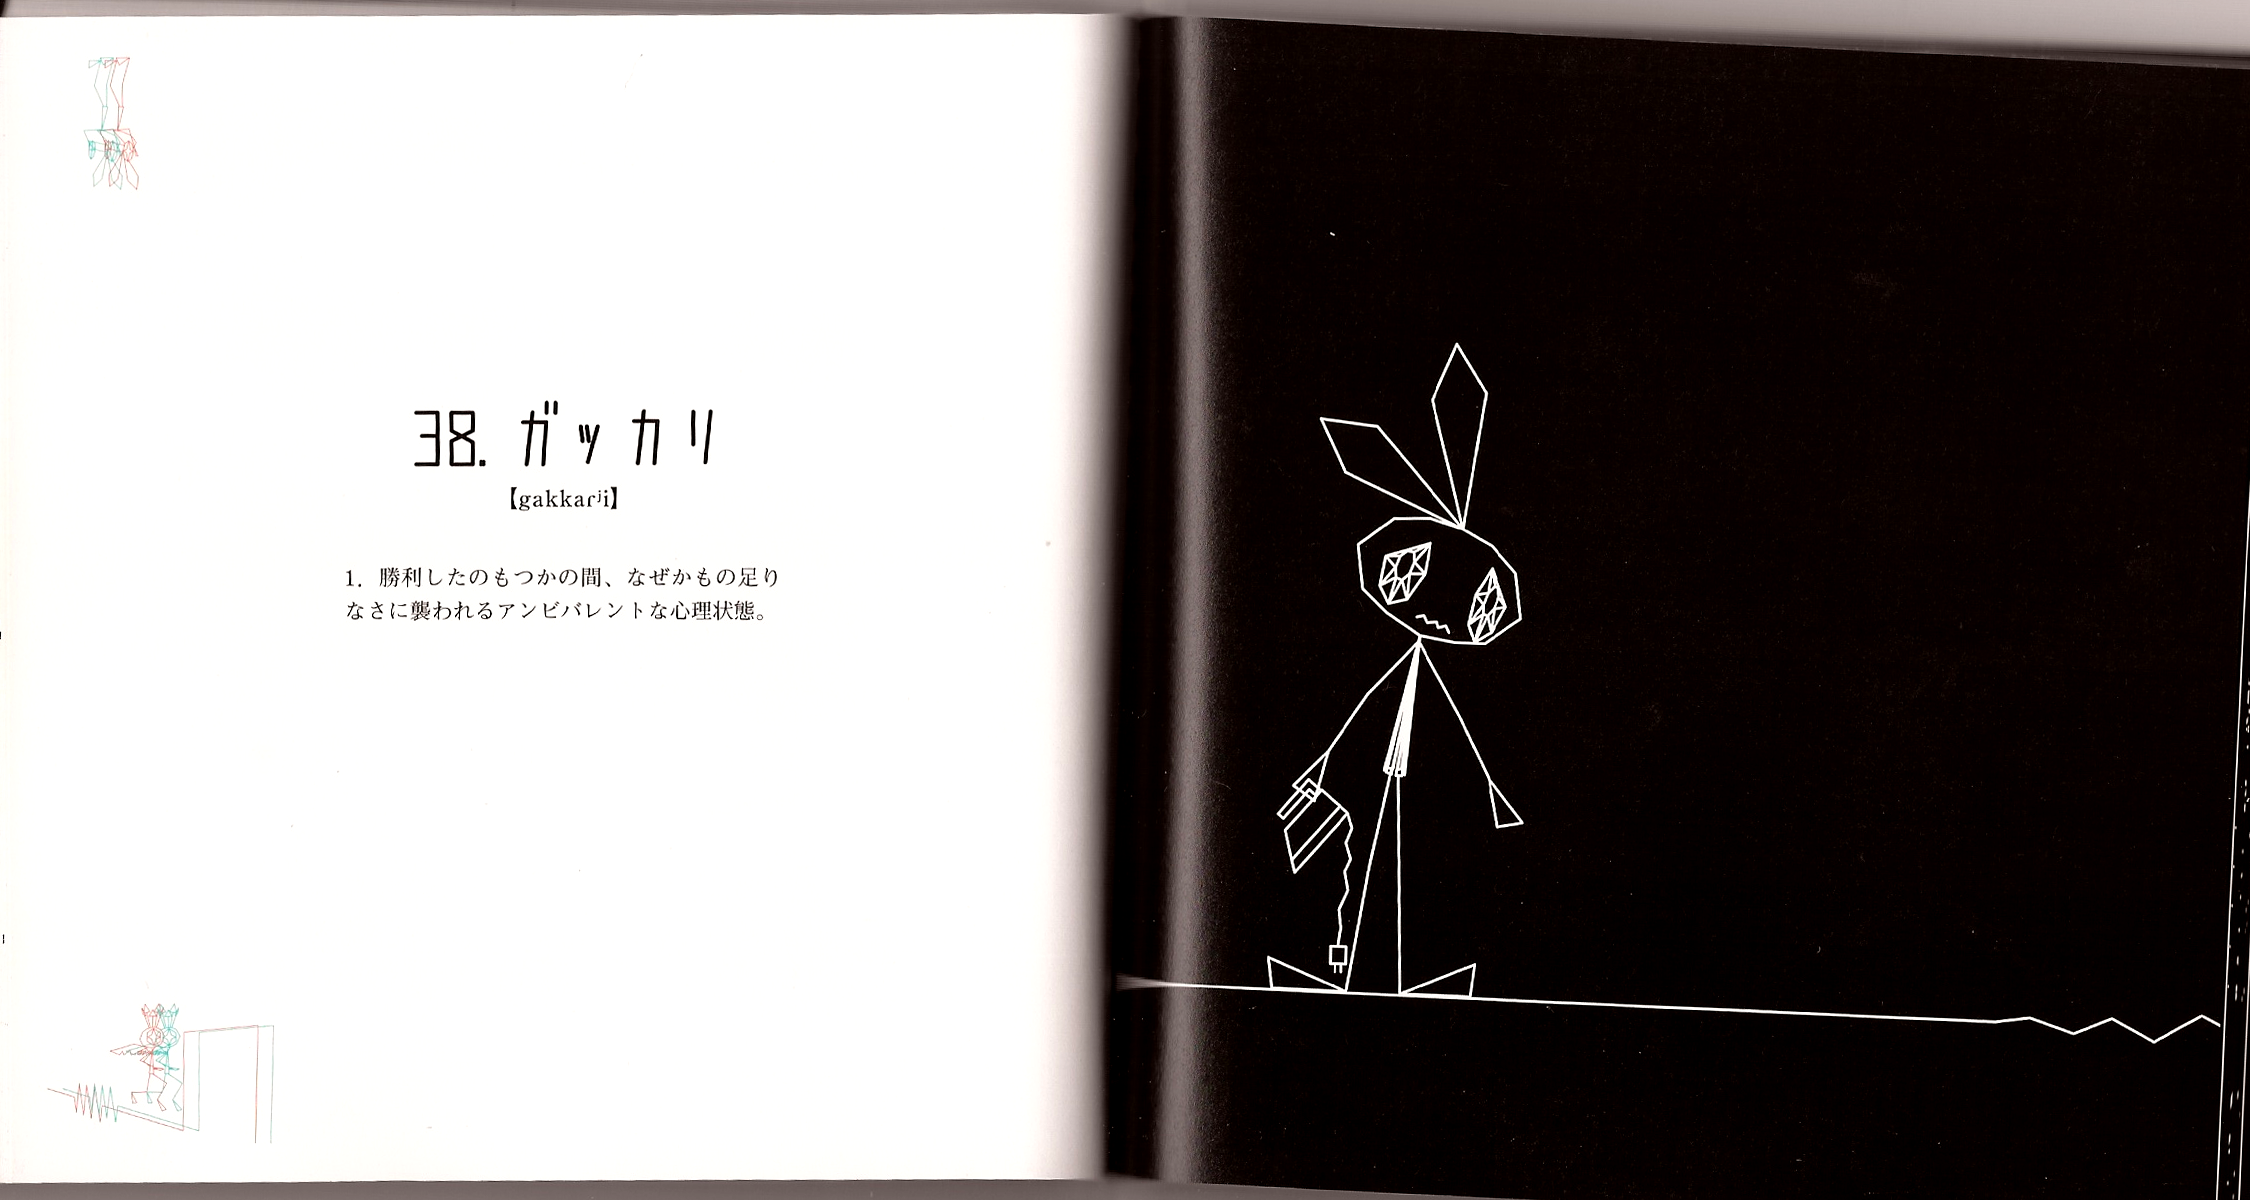 38. ガッカリ
【gakkarʲi】
1. 勝利したのもつかの間、なぜかもの足り
なさに襲われるアンビバレントな心理状態。